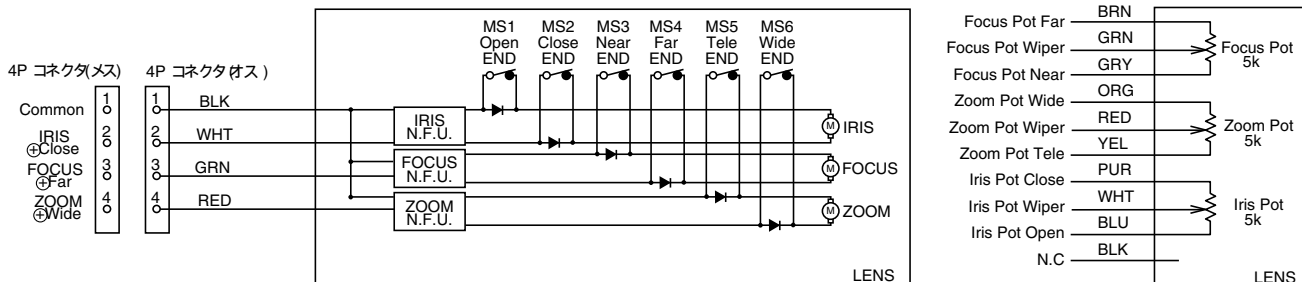 MS1 MS2 MS3 MS4 MS5 MS6
Open Close Near Far Tele Wide
END END END END END END
4P コネクタ(メス) 4P コネクタ(オス)
Common 1 1 BLK
IRIS ⊕Close 2 2 WHT
FOCUS ⊕Far 3 3 GRN
ZOOM ⊕Wide 4 4 RED
IRIS N.F.U.
FOCUS N.F.U.
ZOOM N.F.U.
M IRIS
M FOCUS
M ZOOM
LENS
Focus Pot Far BRN
Focus Pot Wiper GRN
Focus Pot Near GRY
Focus Pot
5k
Zoom Pot Wide ORG
Zoom Pot Wiper RED
Zoom Pot Tele YEL
Zoom Pot
5k
Iris Pot Close PUR
Iris Pot Wiper WHT
Iris Pot Open BLU
Iris Pot
5k
N.C BLK
LENS